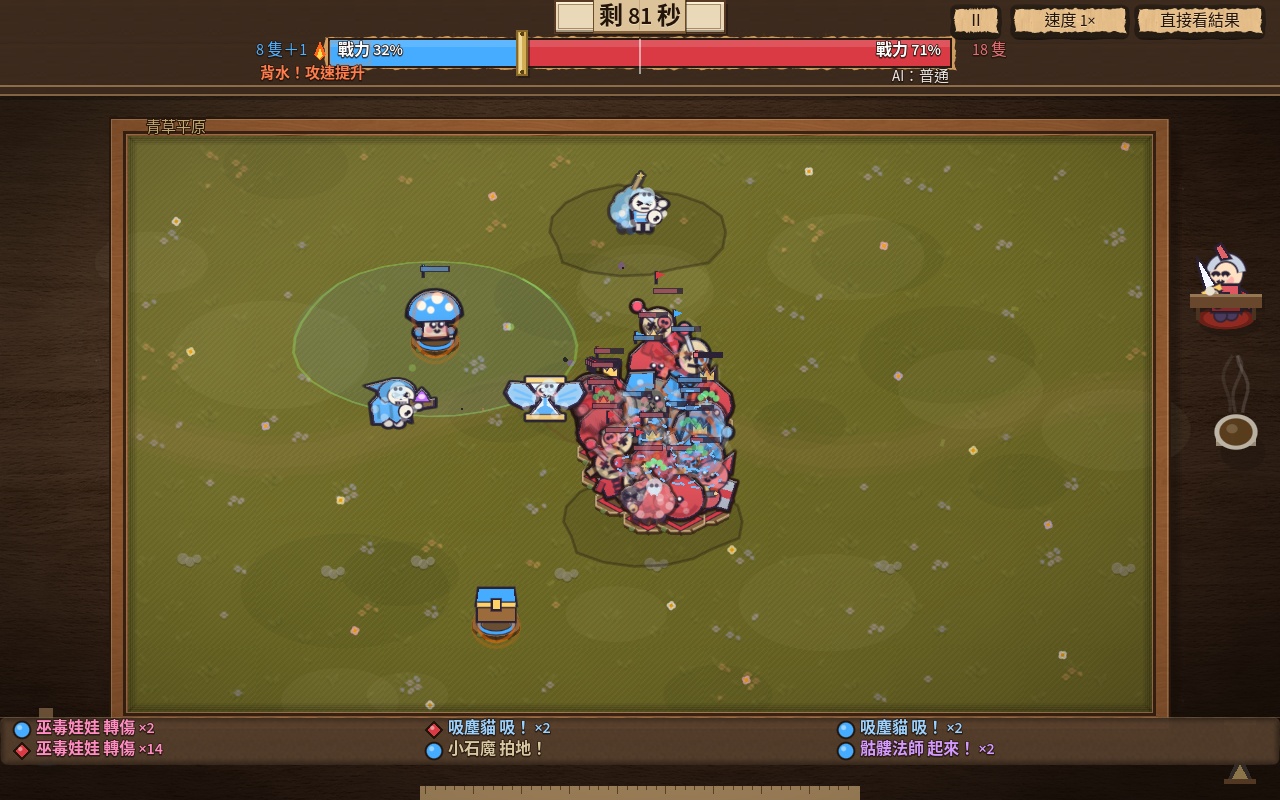 剩 81 秒
II
速度 1×
直接看結果
8 隻＋1
戰力 32%
戰力 71%
18 隻
背水！攻速提升
AI：普通
青草平原
巫毒娃娃 轉傷 ×2
吸塵貓 吸！ ×2
吸塵貓 吸！ ×2
巫毒娃娃 轉傷 ×14
小石魔 拍地！
骷髏法師 起來！ ×2